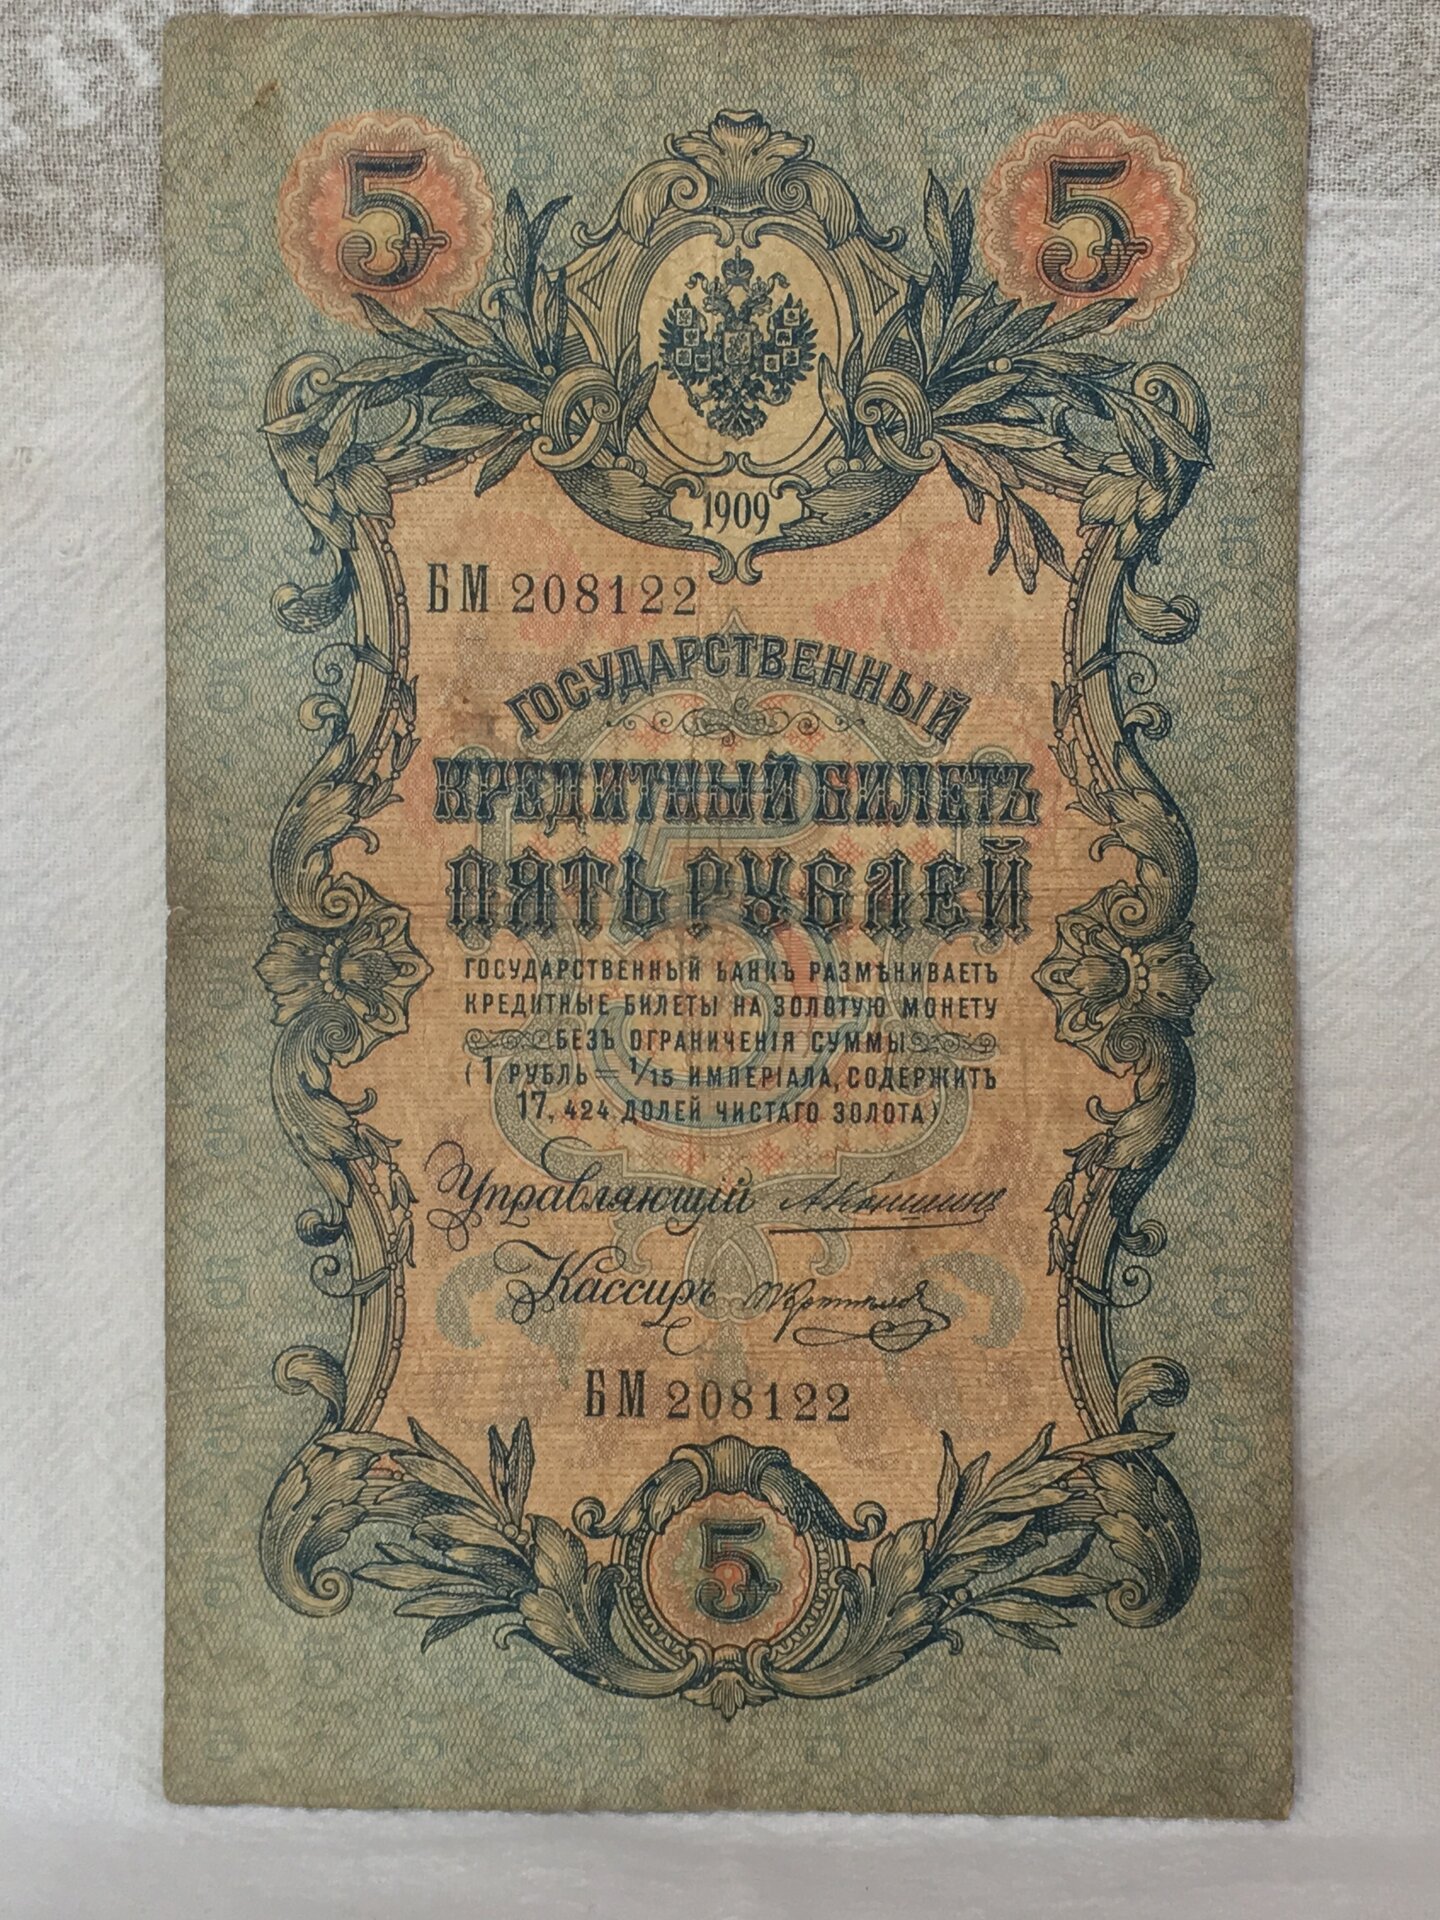 5 5
1909
БМ 208122
ГОСУДАРСТВЕННЫЙ
КРЕДИТНЫЙ БИЛЕТЪ
ПЯТЬ РУБЛЕЙ
ГОСУДАРСТВЕННЫЙ БАНКЪ РАЗМѢНИВАЕТЪ
КРЕДИТНЫЕ БИЛЕТЫ НА ЗОЛОТУЮ МОНЕТУ
БЕЗЪ ОГРАНИЧЕНІЯ СУММЫ
(1 РУБЛЬ = 1/15 ИМПЕРІАЛА, СОДЕРЖИТЪ
17,424 ДОЛЕЙ ЧИСТАГО ЗОЛОТА).
Управляющій АКоншинъ
Кассиръ
БМ 208122
5